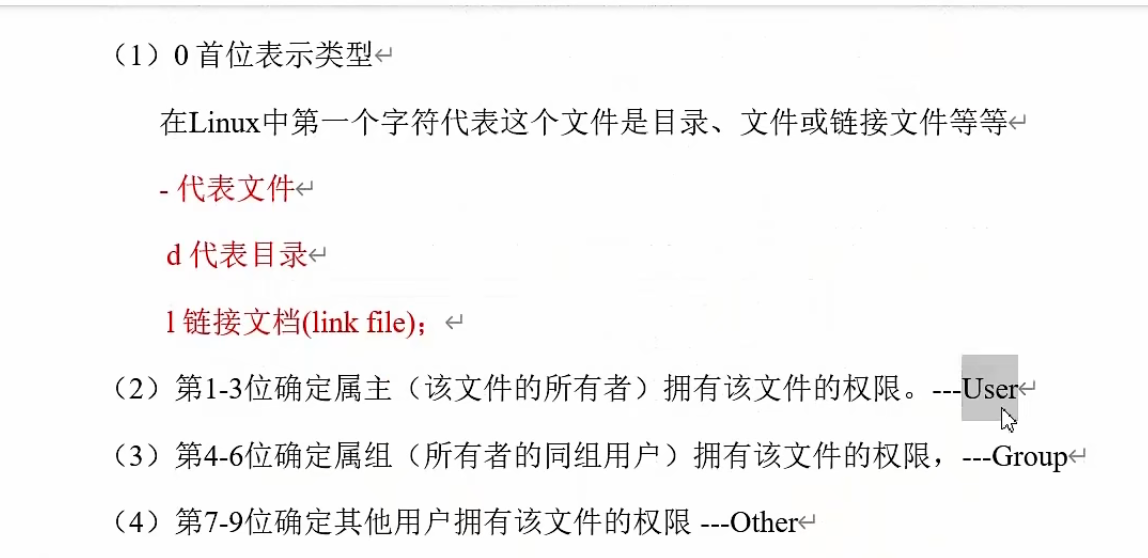 （1）0 首位表示类型
在Linux中第一个字符代表这个文件是目录、文件或链接文件等等
- 代表文件
d 代表目录
l 链接文档(link file)；
（2）第1-3位确定属主（该文件的所有者）拥有该文件的权限。---User
（3）第4-6位确定属组（所有者的同组用户）拥有该文件的权限，---Group
（4）第7-9位确定其他用户拥有该文件的权限 ---Other